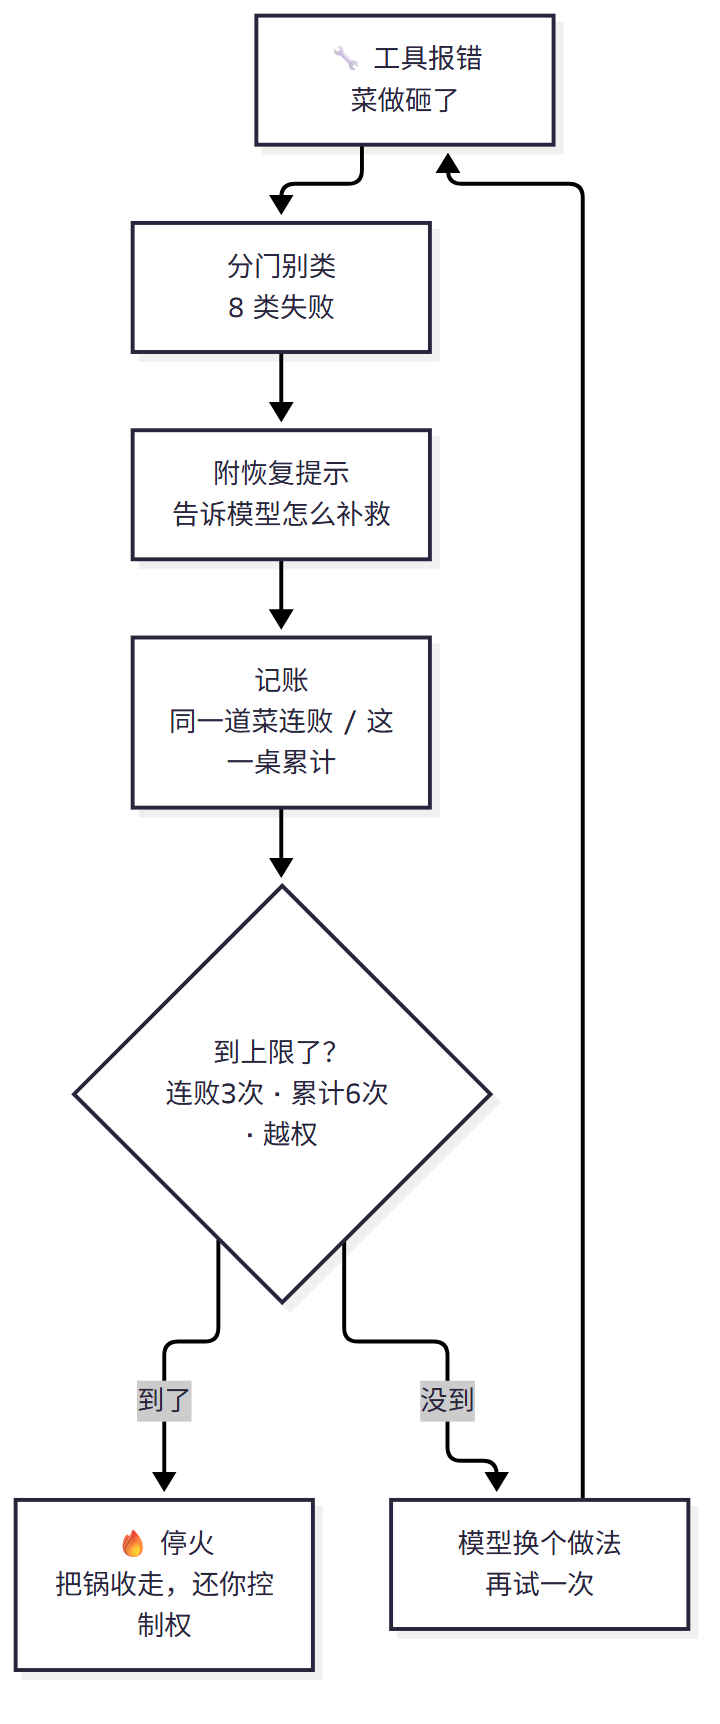 🔧 工具报错
菜做砸了
分门别类
8 类失败
附恢复提示
告诉模型怎么补救
记账
同一道菜连败 / 这
一桌累计
到上限了？
连败3次 · 累计6次
· 越权
到了
没到
🔥 停火
把锅收走，还你控
制权
模型换个做法
再试一次